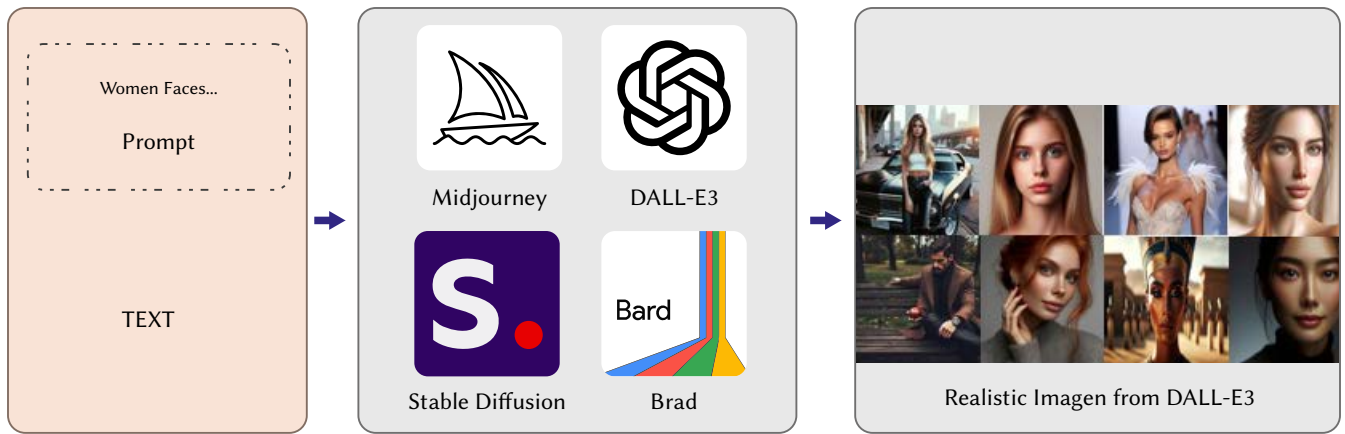 Women Faces...
Prompt
TEXT
Midjourney
DALL-E3
S.
Bard
Stable Diffusion
Brad
Realistic Imagen from DALL-E3